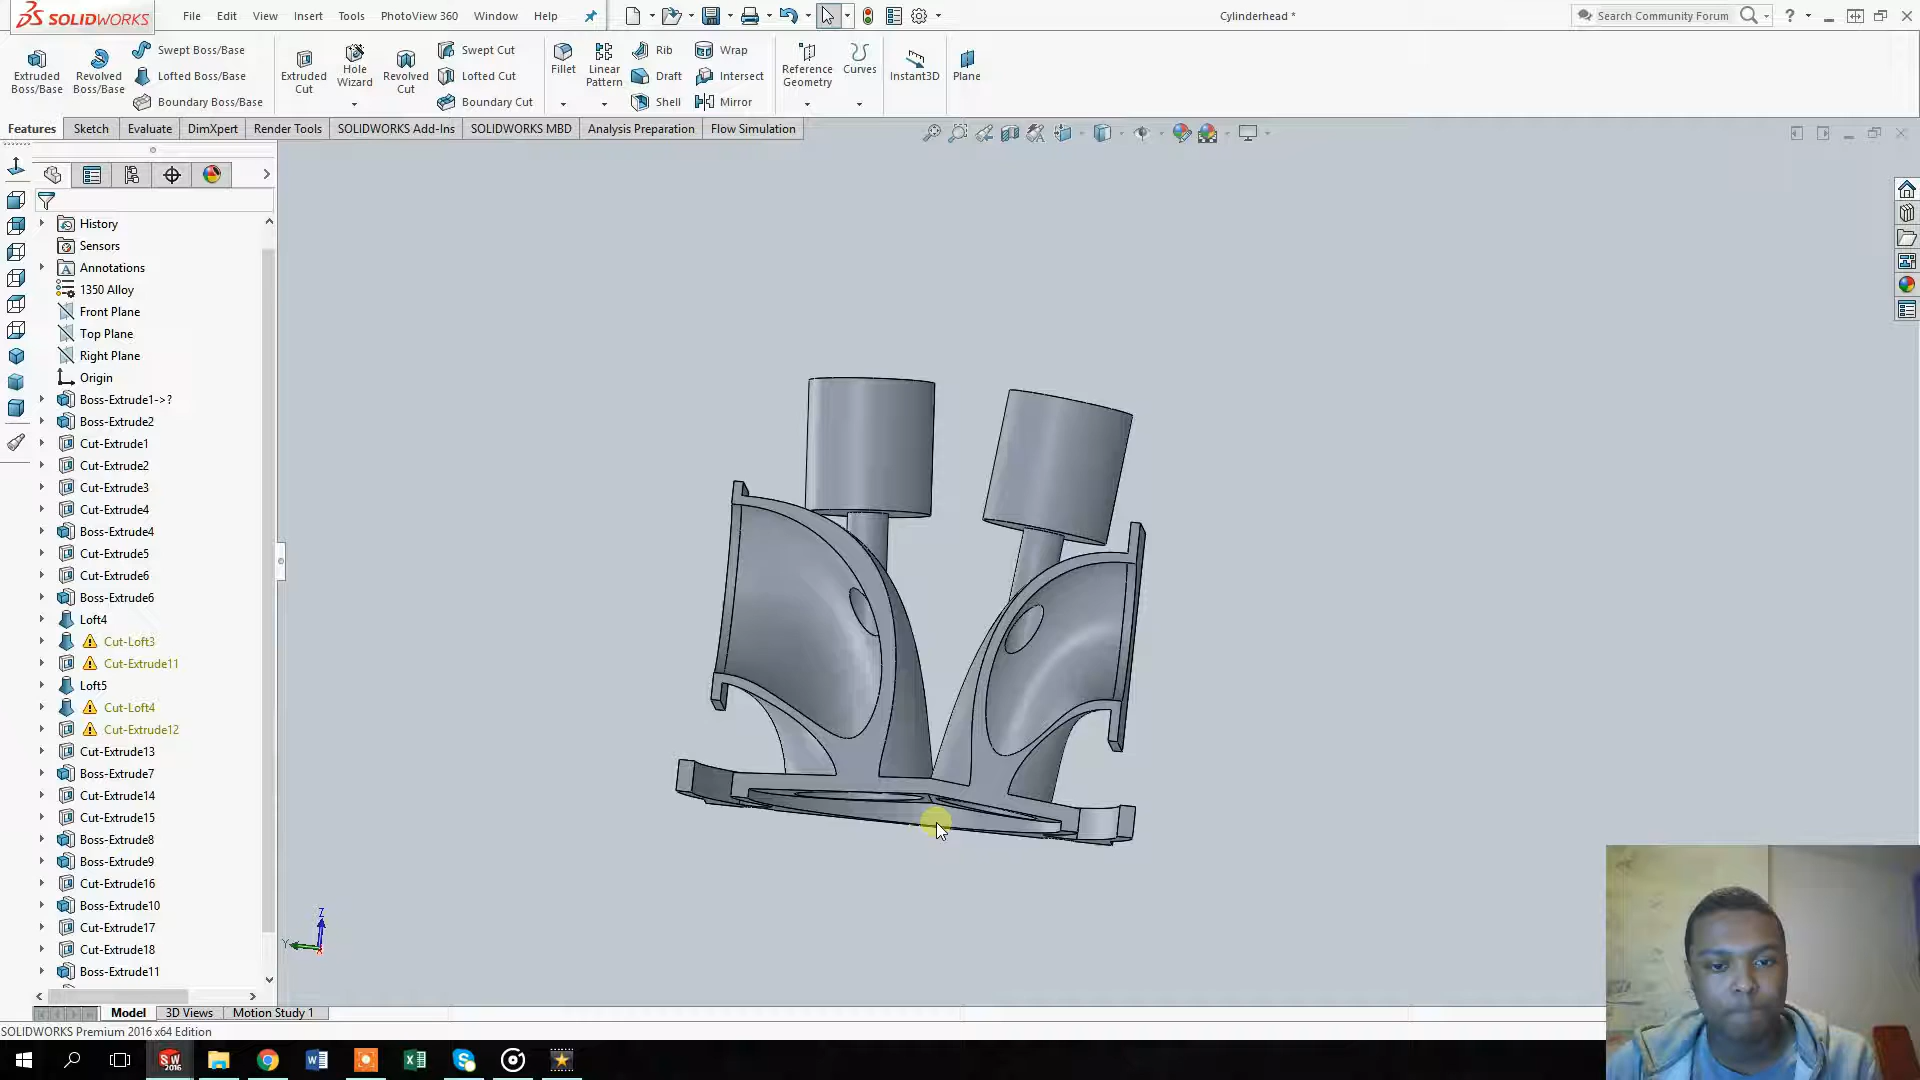 SOLIDWORKS File Edit View Insert Tools PhotoView 360 Window Help Cylinderhead * Search Community Forum ?
Extruded Boss/Base
Revolved Boss/Base
Swept Boss/Base
Lofted Boss/Base
Boundary Boss/Base
Extruded Cut
Hole Wizard
Revolved Cut
Swept Cut
Lofted Cut
Boundary Cut
Fillet
Linear Pattern
Rib
Draft
Shell
Wrap
Intersect
Mirror
Reference Geometry
Curves
Instant3D
Plane
Features Sketch Evaluate DimXpert Render Tools SOLIDWORKS Add-Ins SOLIDWORKS MBD Analysis Preparation Flow Simulation
History
Sensors
Annotations
1350 Alloy
Front Plane
Top Plane
Right Plane
Origin
Boss-Extrude1->?
Boss-Extrude2
Cut-Extrude1
Cut-Extrude2
Cut-Extrude3
Cut-Extrude4
Boss-Extrude4
Cut-Extrude5
Cut-Extrude6
Boss-Extrude6
Loft4
Cut-Loft3
Cut-Extrude11
Loft5
Cut-Loft4
Cut-Extrude12
Cut-Extrude13
Boss-Extrude7
Cut-Extrude14
Cut-Extrude15
Boss-Extrude8
Boss-Extrude9
Cut-Extrude16
Boss-Extrude10
Cut-Extrude17
Cut-Extrude18
Boss-Extrude11
Z
Y
X
Model 3D Views Motion Study 1
SOLIDWORKS Premium 2016 x64 Edition
SW 2016